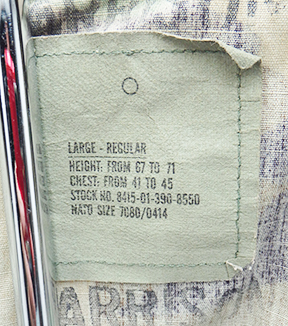 LARGE - REGULAR
HEIGHT: FROM 67 TO 71
CHEST: FROM 41 TO 45
STOCK NO. 8415-01-390-8550
NATO SIZE 7080/0414